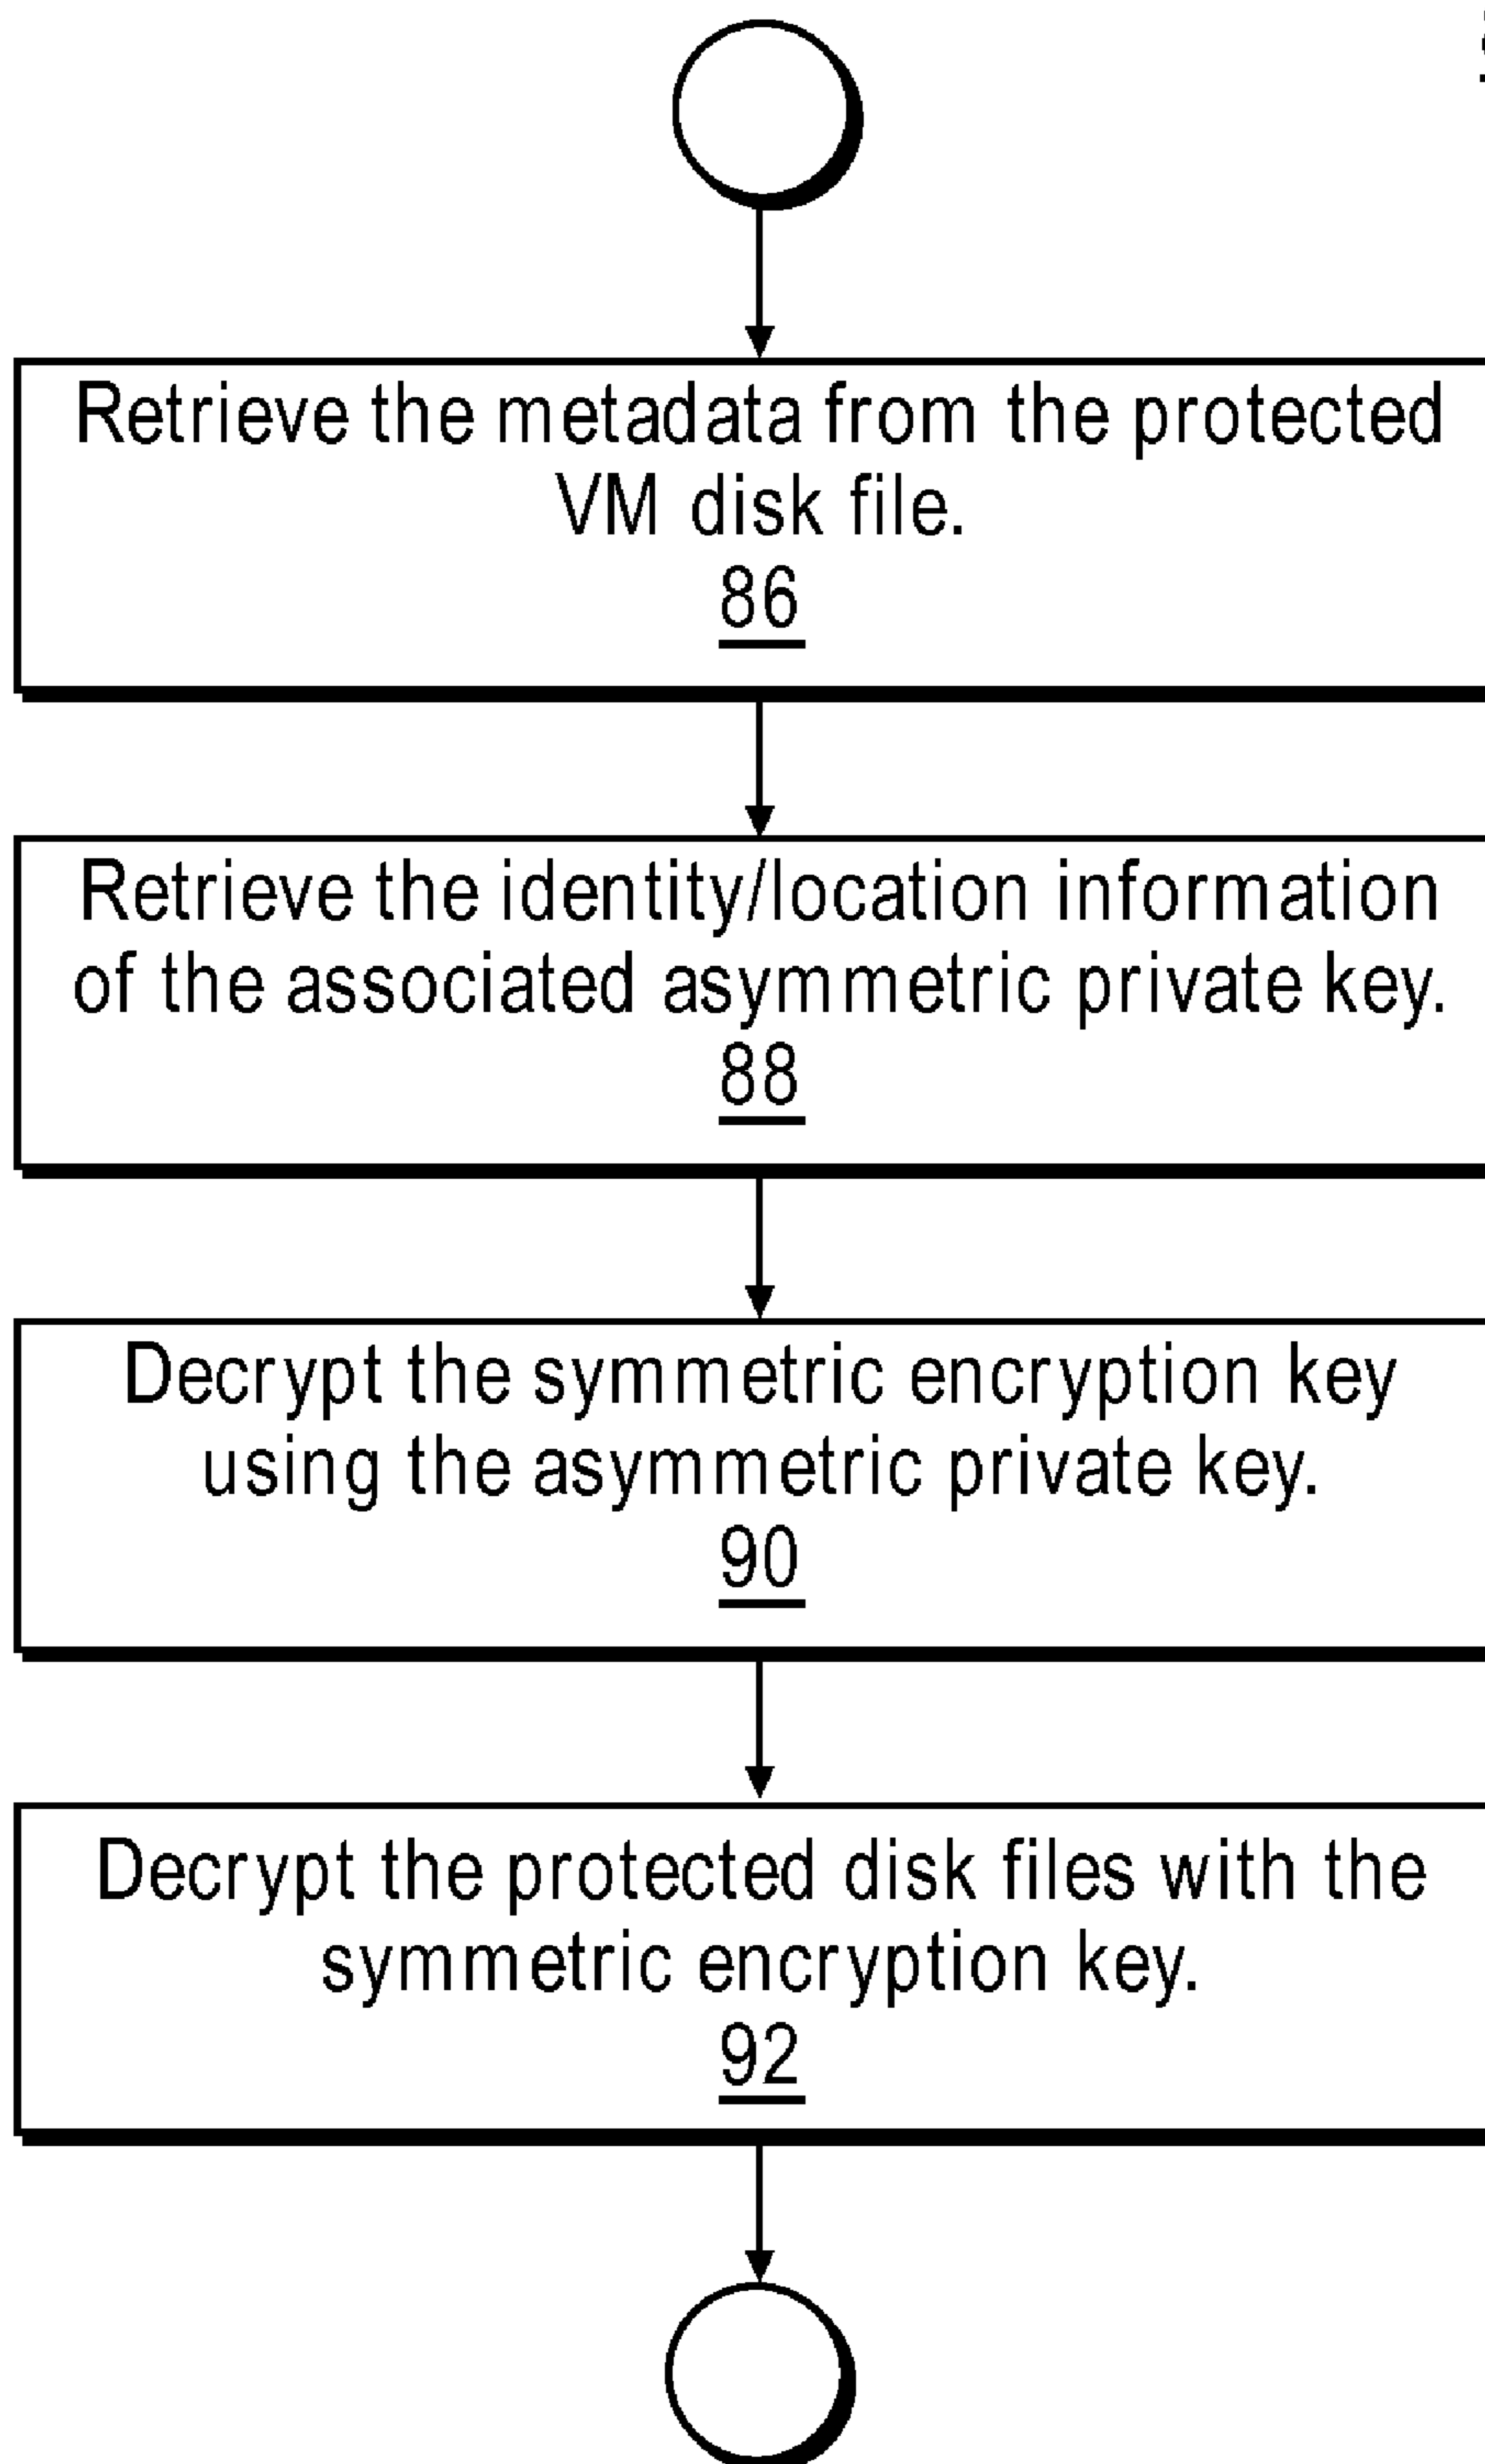 Retrieve the metadata from the protected
VM disk file.
86
Retrieve the identity/location information
of the associated asymmetric private key.
88
Decrypt the symmetric encryption key
using the asymmetric private key.
90
Decrypt the protected disk files with the
symmetric encryption key.
92